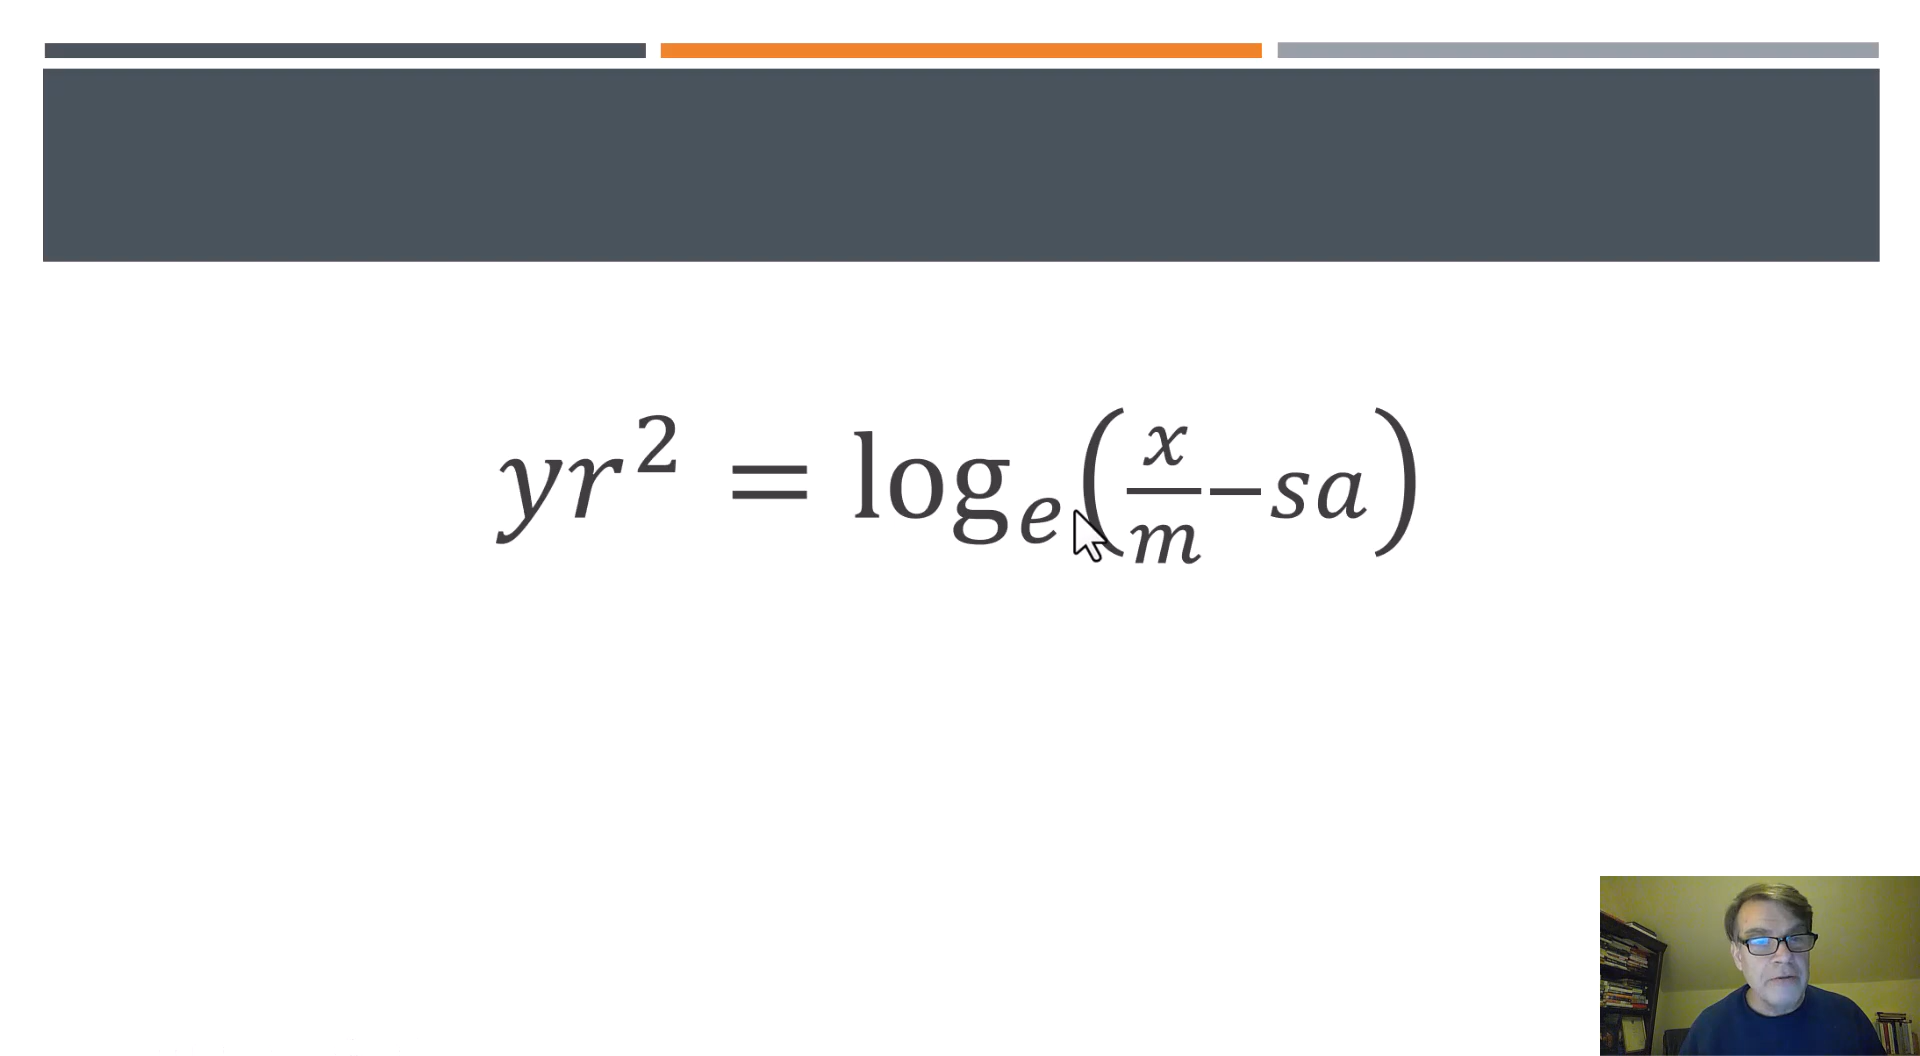 yr² = logₑ(x/m − sa)